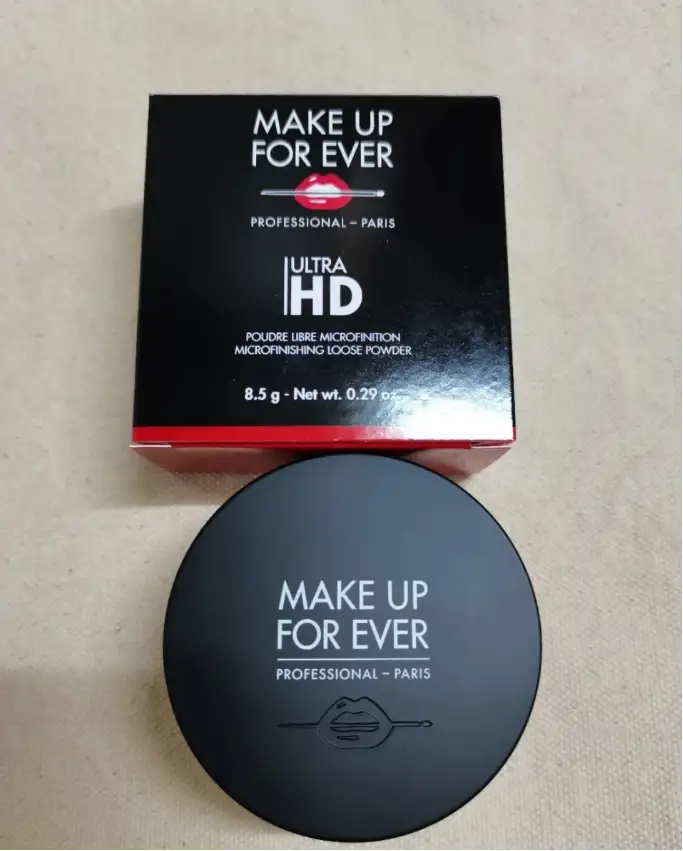 MAKE UP
FOR EVER
PROFESSIONAL – PARIS
ULTRA
HD
POUDRE LIBRE MICROFINITION
MICROFINISHING LOOSE POWDER
8.5 g - Net wt. 0.29 oz.
MAKE UP
FOR EVER
PROFESSIONAL – PARIS